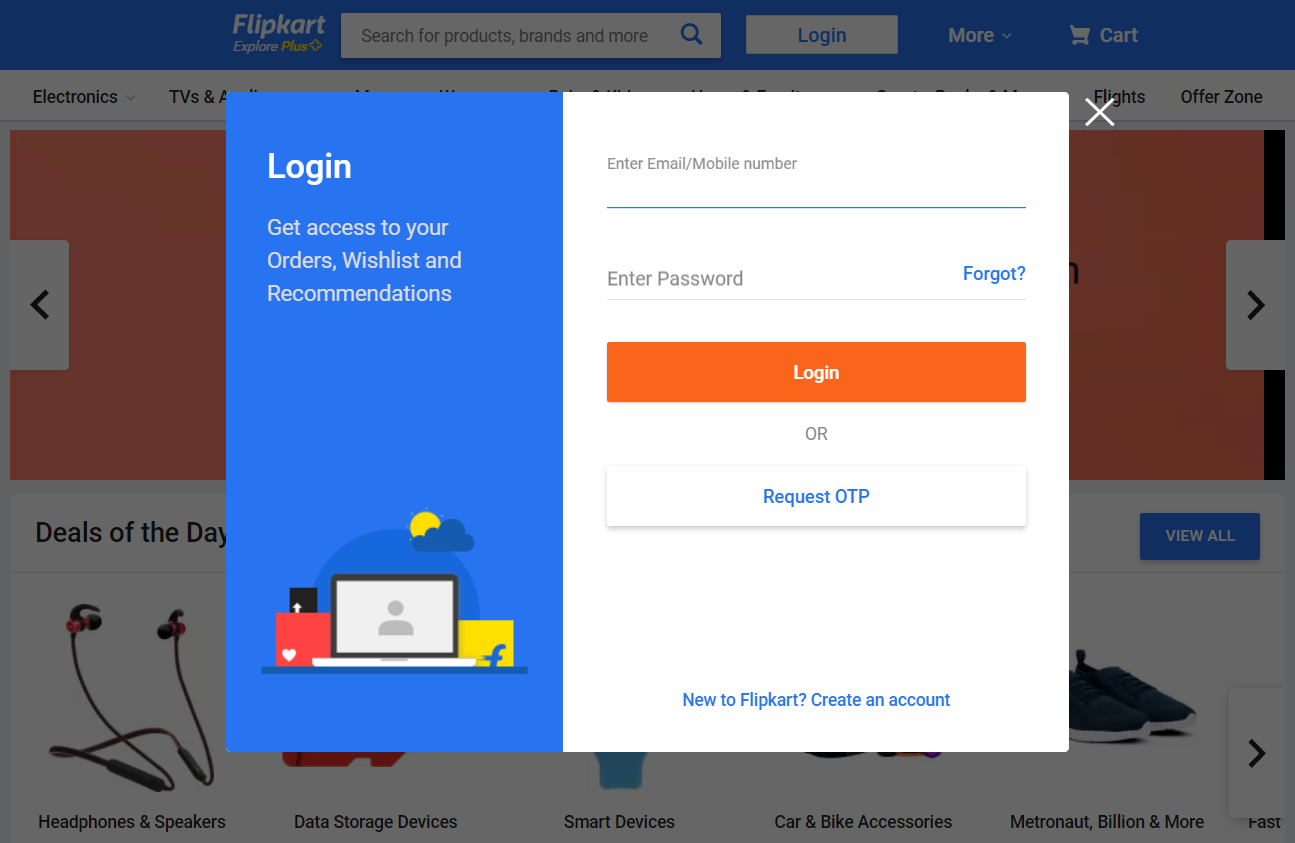 Flipkart
Explore Plus
Search for products, brands and more
Login
More
Cart
Electronics
TVs &
Flights
Offer Zone
Login
Get access to your
Orders, Wishlist and
Recommendations
Enter Email/Mobile number
Enter Password
Forgot?
Login
OR
Request OTP
New to Flipkart? Create an account
Deals of the Day
VIEW ALL
Headphones & Speakers
Data Storage Devices
Smart Devices
Car & Bike Accessories
Metronaut, Billion & More
Fast